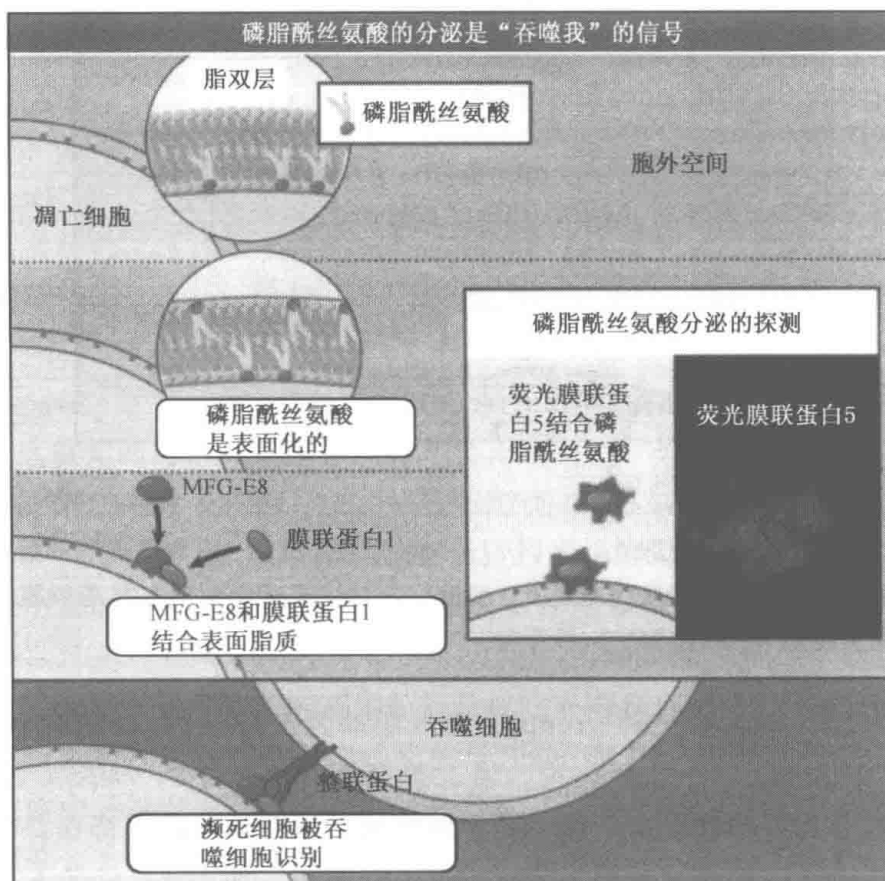 磷脂酰丝氨酸的分泌是“吞噬我”的信号
脂双层
磷脂酰丝氨酸
胞外空间
凋亡细胞
磷脂酰丝氨酸
是表面化的
磷脂酰丝氨酸分泌的探测
荧光膜联蛋
白5结合磷
脂酰丝氨酸
荧光膜联蛋白5
MFG-E8
膜联蛋白1
MFG-E8和膜联蛋白1
结合表面脂质
吞噬细胞
整联蛋白
濒死细胞被吞
噬细胞识别